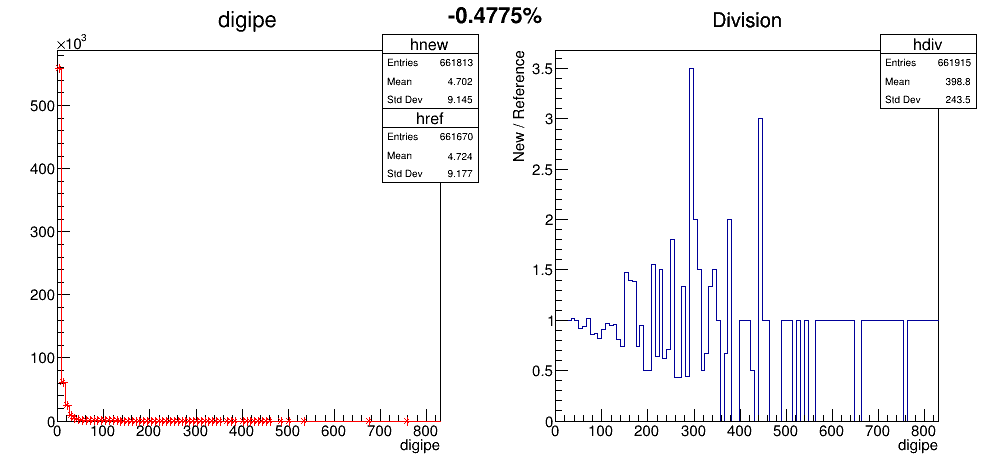 -0.4775%
digipe
×10³
hnew
Entries 661813
Mean 4.702
Std Dev 9.145
href
Entries 661670
Mean 4.724
Std Dev 9.177
500
400
300
200
100
0
0 100 200 300 400 500 600 700 800
digipe
Division
hdiv
Entries 661915
Mean 398.8
Std Dev 243.5
New / Reference
3.5
3
2.5
2
1.5
1
0.5
0
0 100 200 300 400 500 600 700 800
digipe